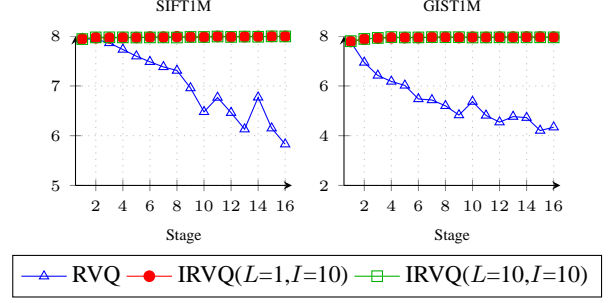 SIFT1M
8
7
6
5
2 4 6 8 10 12 14 16
Stage
GIST1M
8
6
4
2
2 4 6 8 10 12 14 16
Stage
RVQ IRVQ(L=1,I=10) IRVQ(L=10,I=10)